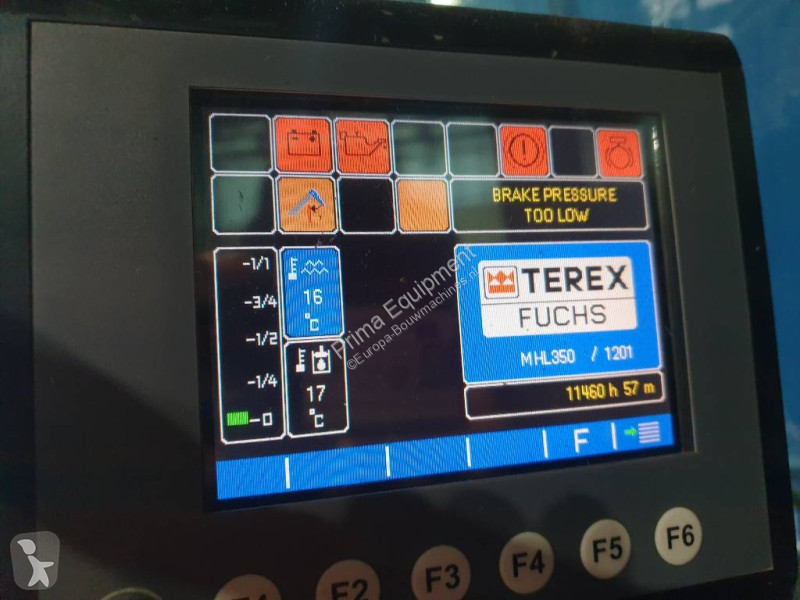 BRAKE PRESSURE
TOO LOW
-1/1
-3/4
-1/2
-1/4
-0
16
°C
17
°C
TEREX
FUCHS
MHL350 / 1201
11460 h 57 m
F
F1
F2
F3
F4
F5
F6
Prima Equipment
©Europa-Bouwmachines.nl